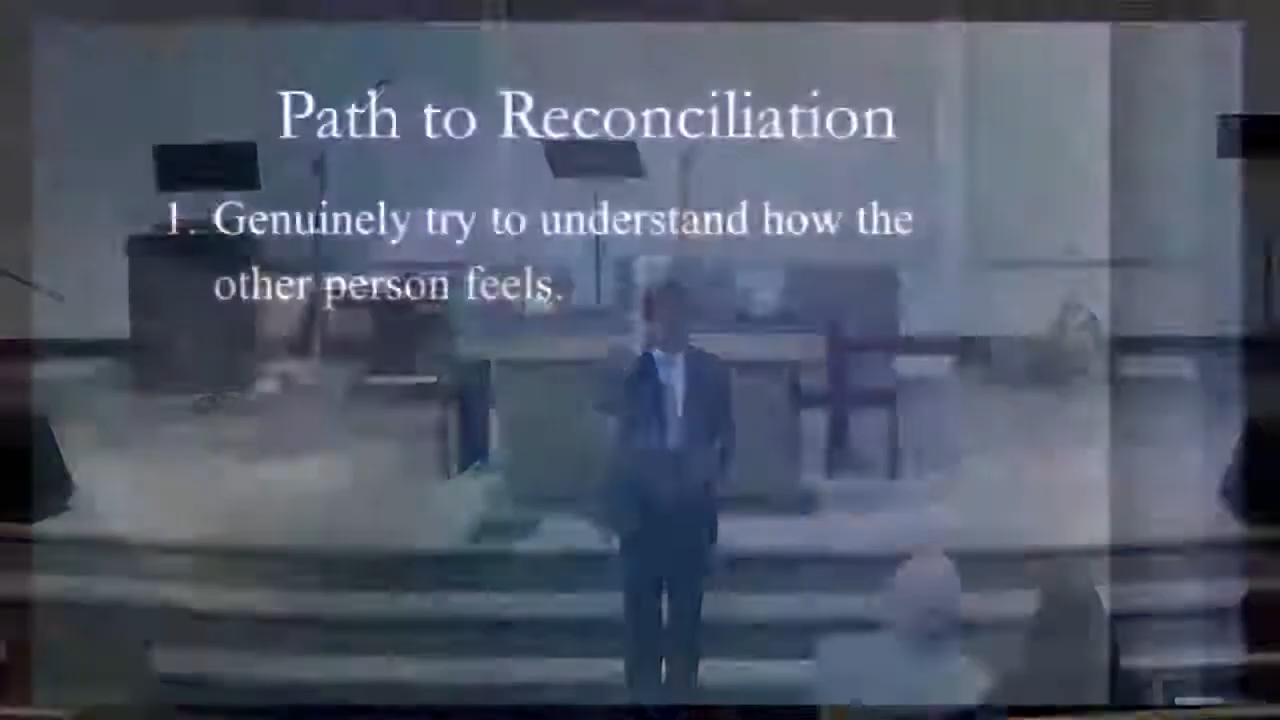 Path to Reconciliation
1. Genuinely try to understand how the
other person feels.